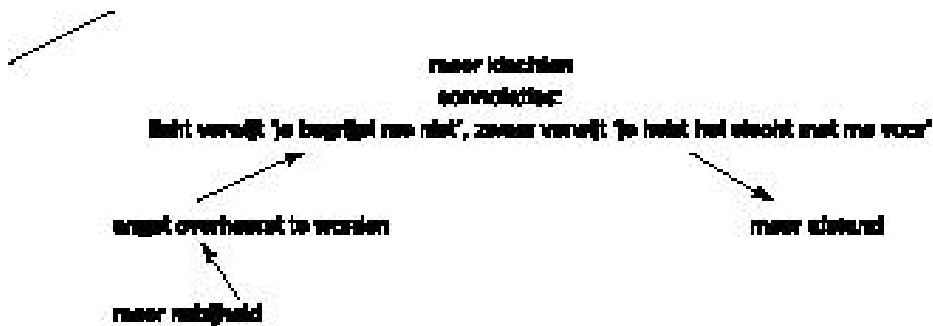 meer klachten
connotaties:
licht verwijt 'je begrijpt me niet', zwaar verwijt 'je hebt het slecht met me voor'
angst overheerst te worden
meer afstand
meer nabijheid